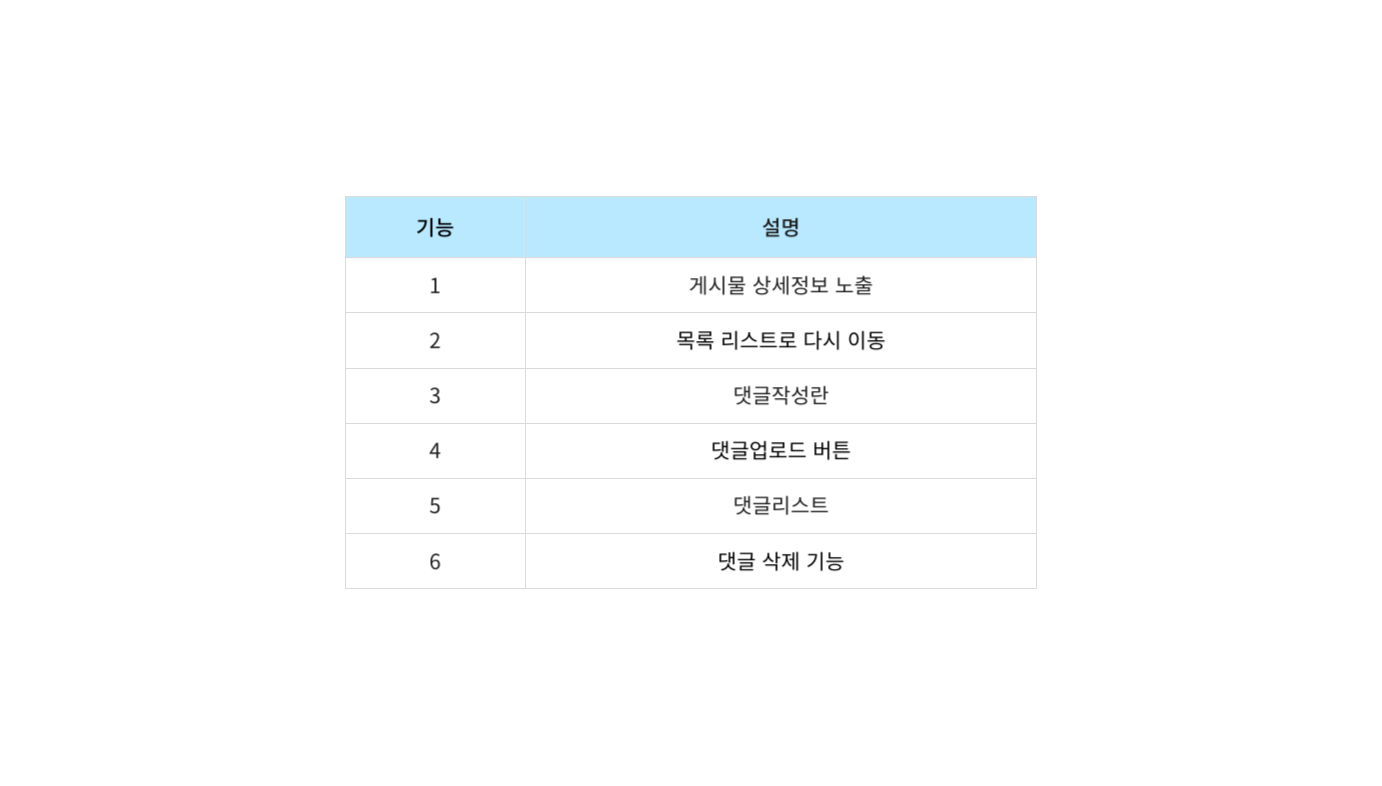 기능 설명
1 게시물 상세정보 노출
2 목록 리스트로 다시 이동
3 댓글작성란
4 댓글업로드 버튼
5 댓글리스트
6 댓글 삭제 기능